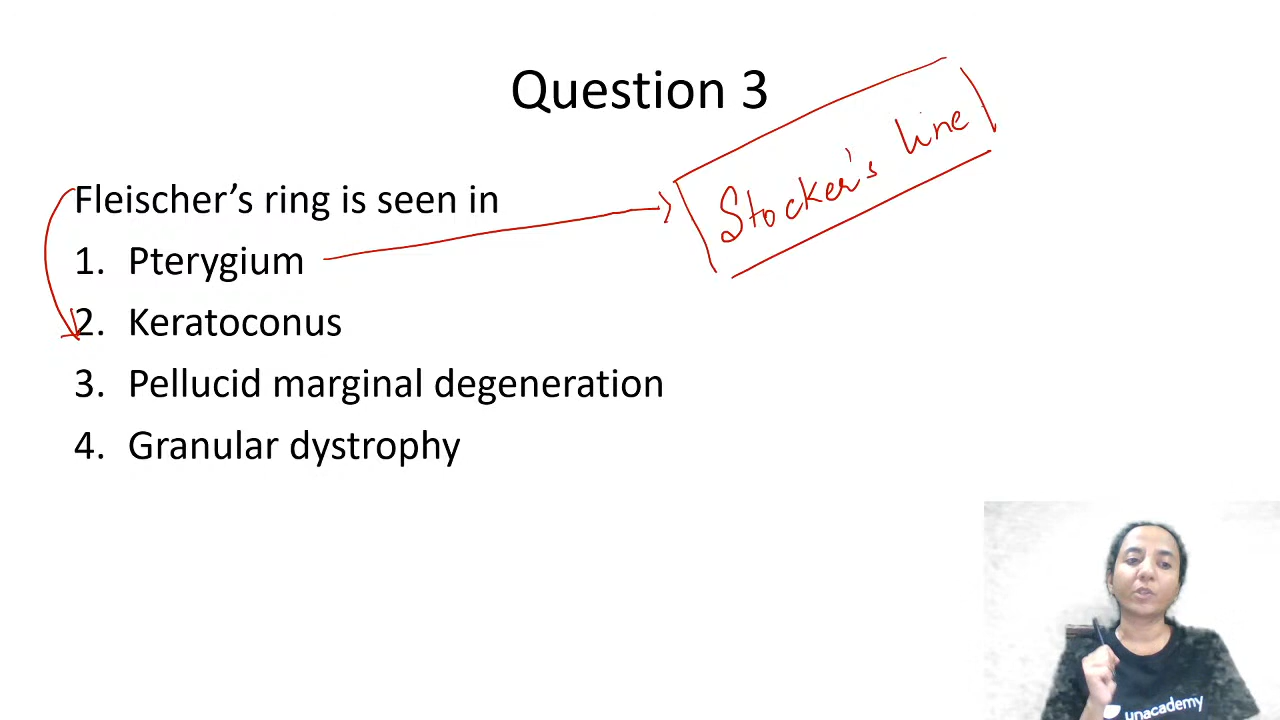 Question 3
Stocker's line
Fleischer’s ring is seen in
1. Pterygium
2. Keratoconus
3. Pellucid marginal degeneration
4. Granular dystrophy
unacademy